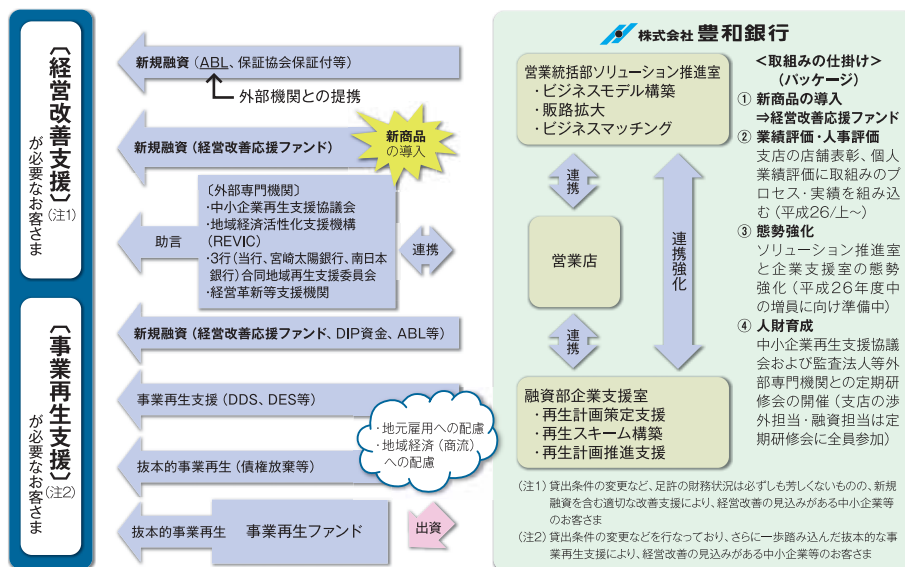 〔経営改善支援〕
が必要なお客さま
(注1)
〔事業再生支援〕
が必要なお客さま
(注2)
新規融資（ABL、保証協会保証付等）
外部機関との提携
新規融資（経営改善応援ファンド）
新商品
の導入
〔外部専門機関〕
・中小企業再生支援協議会
・地域経済活性化支援機構
(REVIC)
・3行（当行、宮崎太陽銀行、南日本
銀行）合同地域再生支援委員会
・経営革新等支援機関
助言
連携
新規融資（経営改善応援ファンド、DIP資金、ABL等）
事業再生支援（DDS、DES等）
・地元雇用への配慮
・地域経済（商流）
への配慮
抜本的事業再生（債権放棄等）
抜本的事業再生
事業再生ファンド
出資
株式会社 豊和銀行
営業統括部ソリューション推進室
・ビジネスモデル構築
・販路拡大
・ビジネスマッチング
連携
営業店
連携
連携強化
融資部企業支援室
・再生計画策定支援
・再生スキーム構築
・再生計画推進支援
＜取組みの仕掛け＞
（パッケージ）
① 新商品の導入
⇒経営改善応援ファンド
② 業績評価・人事評価
支店の店舗表彰、個人
業績評価に取組みのプ
ロセス・実績を組み込
む（平成26/上～）
③ 態勢強化
ソリューション推進室
と企業支援室の態勢
強化（平成26年度中
の増員に向け準備中）
④ 人財育成
中小企業再生支援協議
会および監査法人等外
部専門機関との定期研
修会の開催（支店の渉
外担当・融資担当は定
期研修会に全員参加）
(注1) 貸出条件の変更など、足許の財務状況は必ずしも芳しくないものの、新規
融資を含む適切な改善支援により、経営改善の見込みがある中小企業等
のお客さま
(注2) 貸出条件の変更などを行なっており、さらに一歩踏み込んだ抜本的な事
業再生支援により、経営改善の見込みがある中小企業等のお客さま